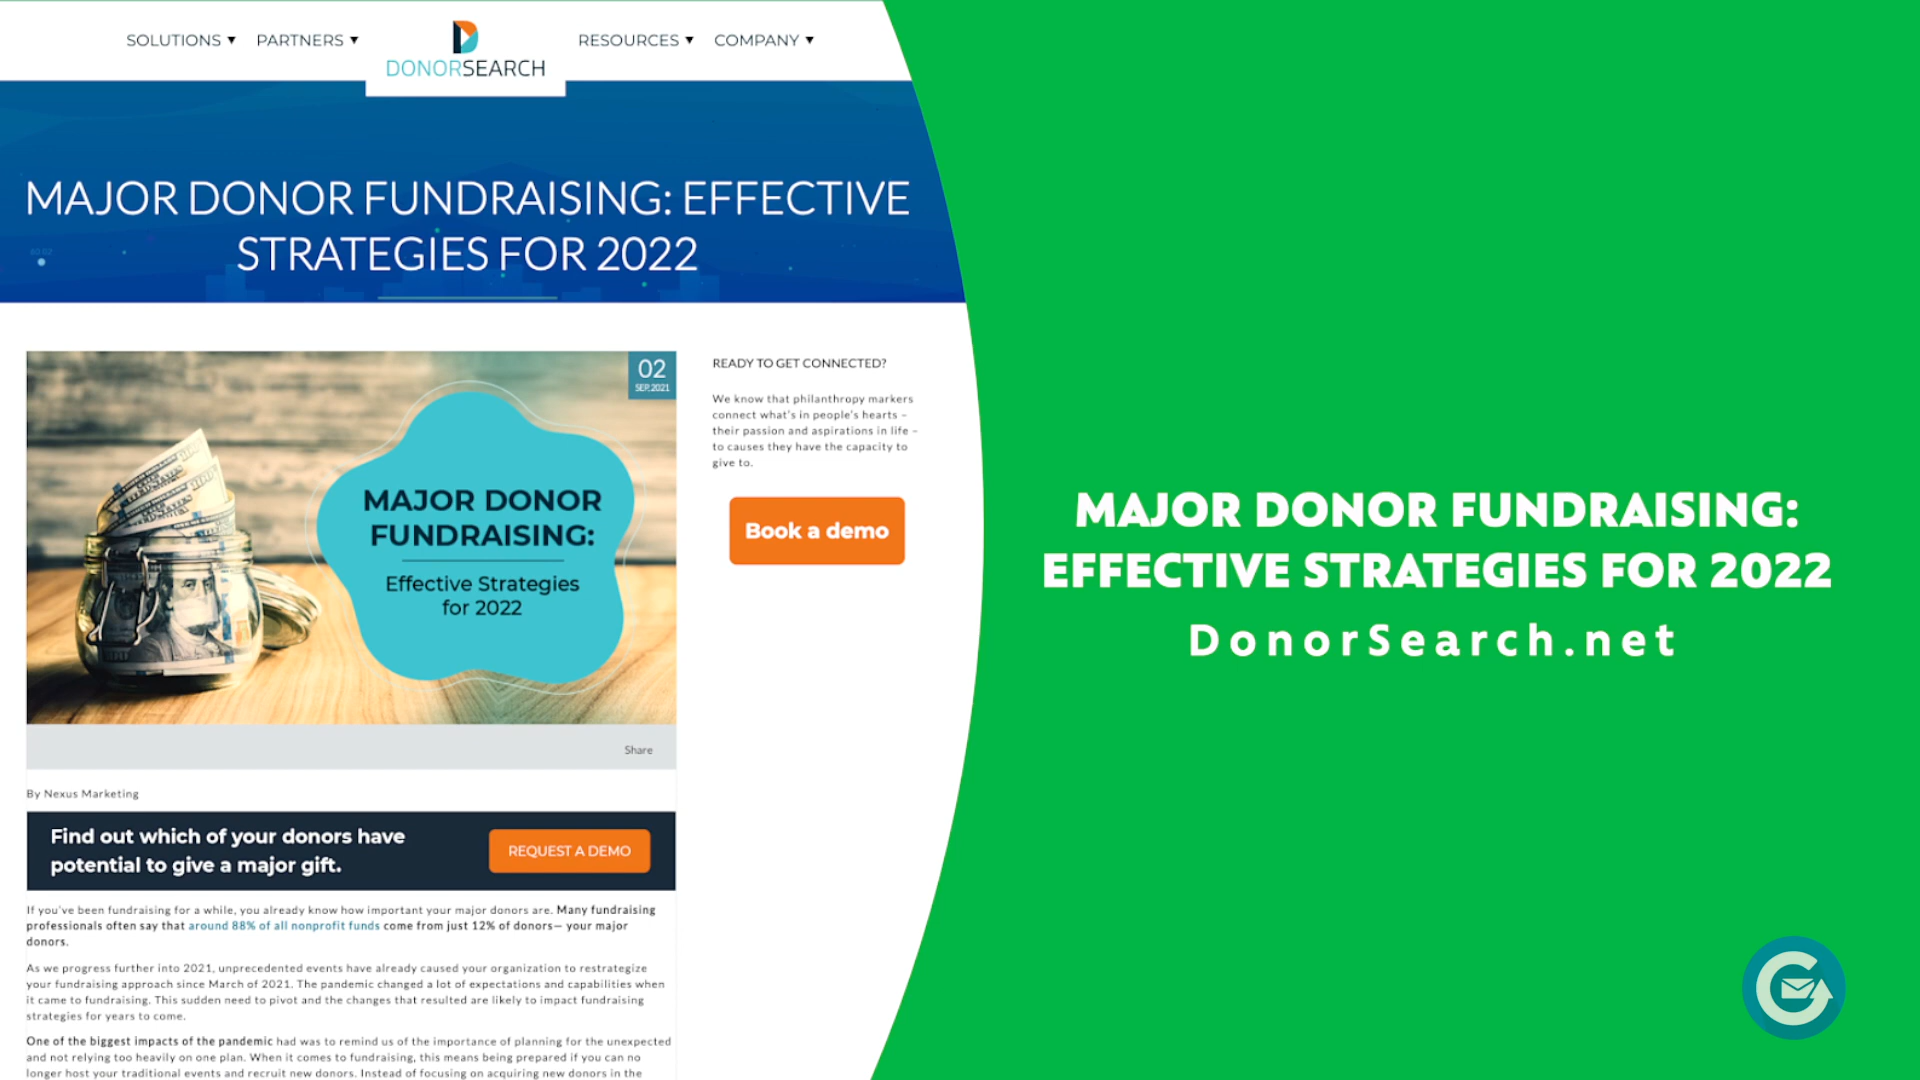 SOLUTIONS ▼ PARTNERS ▼ DONORSEARCH RESOURCES ▼ COMPANY ▼
MAJOR DONOR FUNDRAISING: EFFECTIVE
STRATEGIES FOR 2022
02
SEP, 2021
MAJOR DONOR
FUNDRAISING:
Effective Strategies
for 2022
Share
By Nexus Marketing
Find out which of your donors have
potential to give a major gift.
REQUEST A DEMO
If you've been fundraising for a while, you already know how important your major donors are. Many fundraising
professionals often say that around 88% of all nonprofit funds come from just 12% of donors— your major
donors.
As we progress further into 2021, unprecedented events have already caused your organization to restrategize
your fundraising approach since March of 2021. The pandemic changed a lot of expectations and capabilities when
it came to fundraising. This sudden need to pivot and the changes that resulted are likely to impact fundraising
strategies for years to come.
One of the biggest impacts of the pandemic had was to remind us of the importance of planning for the unexpected
and not relying too heavily on one plan. When it comes to fundraising, this means being prepared if you can no
longer host your traditional events and recruit new donors. Instead of focusing on acquiring new donors in the
READY TO GET CONNECTED?
We know that philanthropy markers
connect what's in people's hearts –
their passion and aspirations in life –
to causes they have the capacity to
give to.
Book a demo
MAJOR DONOR FUNDRAISING:
EFFECTIVE STRATEGIES FOR 2022
DonorSearch.net